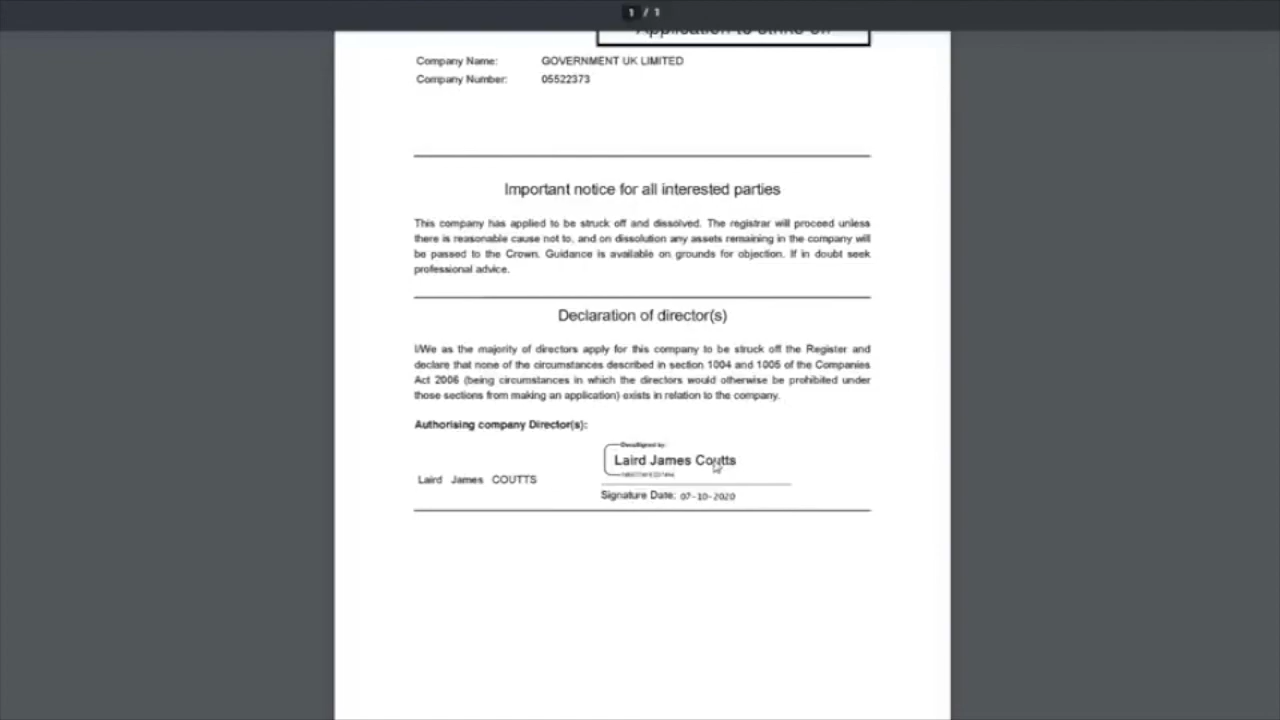 1 / 1
Application to strike off
Company Name: GOVERNMENT UK LIMITED
Company Number: 05522373
Important notice for all interested parties
This company has applied to be struck off and dissolved. The registrar will proceed unless
there is reasonable cause not to, and on dissolution any assets remaining in the company will
be passed to the Crown. Guidance is available on grounds for objection. If in doubt seek
professional advice.
Declaration of director(s)
I/We as the majority of directors apply for this company to be struck off the Register and
declare that none of the circumstances described in section 1004 and 1005 of the Companies
Act 2006 (being circumstances in which the directors would otherwise be prohibited under
those sections from making an application) exists in relation to the company.
Authorising company Director(s):
DocuSigned by:
Laird James Coutts
Laird James COUTTS
Signature Date: 07-10-2020